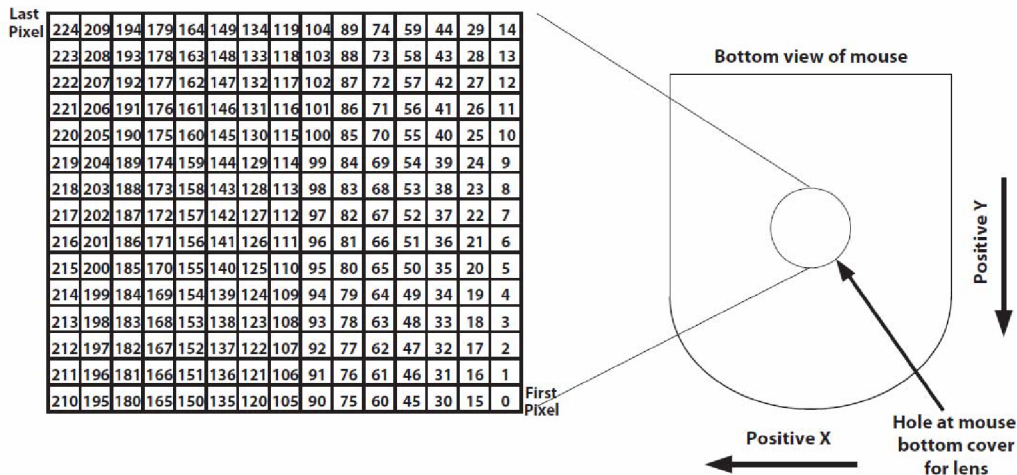 Last
Pixel
224 209 194 179 164 149 134 119 104 89 74 59 44 29 14
223 208 193 178 163 148 133 118 103 88 73 58 43 28 13
222 207 192 177 162 147 132 117 102 87 72 57 42 27 12
221 206 191 176 161 146 131 116 101 86 71 56 41 26 11
220 205 190 175 160 145 130 115 100 85 70 55 40 25 10
219 204 189 174 159 144 129 114 99 84 69 54 39 24 9
218 203 188 173 158 143 128 113 98 83 68 53 38 23 8
217 202 187 172 157 142 127 112 97 82 67 52 37 22 7
216 201 186 171 156 141 126 111 96 81 66 51 36 21 6
215 200 185 170 155 140 125 110 95 80 65 50 35 20 5
214 199 184 169 154 139 124 109 94 79 64 49 34 19 4
213 198 183 168 153 138 123 108 93 78 63 48 33 18 3
212 197 182 167 152 137 122 107 92 77 62 47 32 17 2
211 196 181 166 151 136 121 106 91 76 61 46 31 16 1
210 195 180 165 150 135 120 105 90 75 60 45 30 15 0
First
Pixel
Bottom view of mouse
Positive Y
Positive X
Hole at mouse
bottom cover
for lens